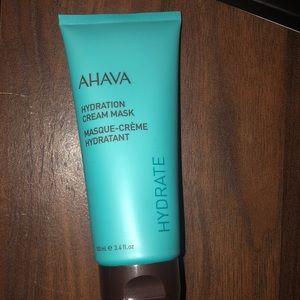 AHAVA
HYDRATION
CREAM MASK
MASQUE-CRÈME
HYDRATANT
HYDRATE
100ml e 3.4 fl.oz